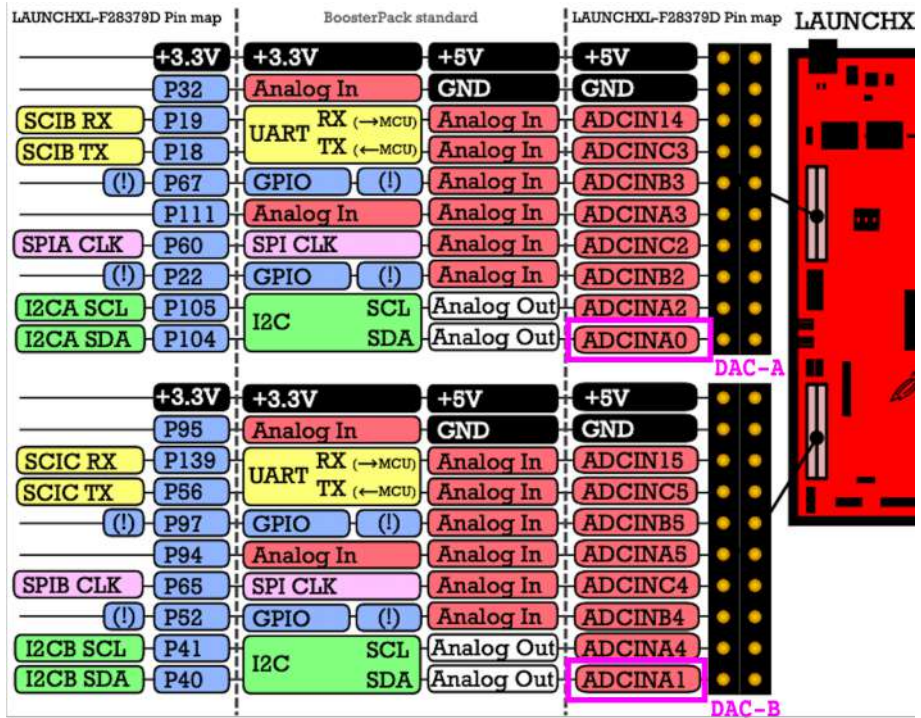 LAUNCHXL-F28379D Pin map BoosterPack standard LAUNCHXL-F28379D Pin map LAUNCHX
+3.3V +3.3V +5V +5V
P32 Analog In GND GND
SCIB RX P19 UART RX (→MCU) Analog In ADCIN14
SCIB TX P18 TX (←MCU) Analog In ADCINC3
(!) P67 GPIO (!) Analog In ADCINB3
P111 Analog In Analog In ADCINA3
SPIA CLK P60 SPI CLK Analog In ADCINC2
(!) P22 GPIO (!) Analog In ADCINB2
I2CA SCL P105 I2C SCL Analog Out ADCINA2
I2CA SDA P104 SDA Analog Out ADCINA0
DAC-A
+3.3V +3.3V +5V +5V
P95 Analog In GND GND
SCIC RX P139 UART RX (→MCU) Analog In ADCIN15
SCIC TX P56 TX (←MCU) Analog In ADCINC5
(!) P97 GPIO (!) Analog In ADCINB5
P94 Analog In Analog In ADCINA5
SPIB CLK P65 SPI CLK Analog In ADCINC4
(!) P52 GPIO (!) Analog In ADCINB4
I2CB SCL P41 I2C SCL Analog Out ADCINA4
I2CB SDA P40 SDA Analog Out ADCINA1
DAC-B